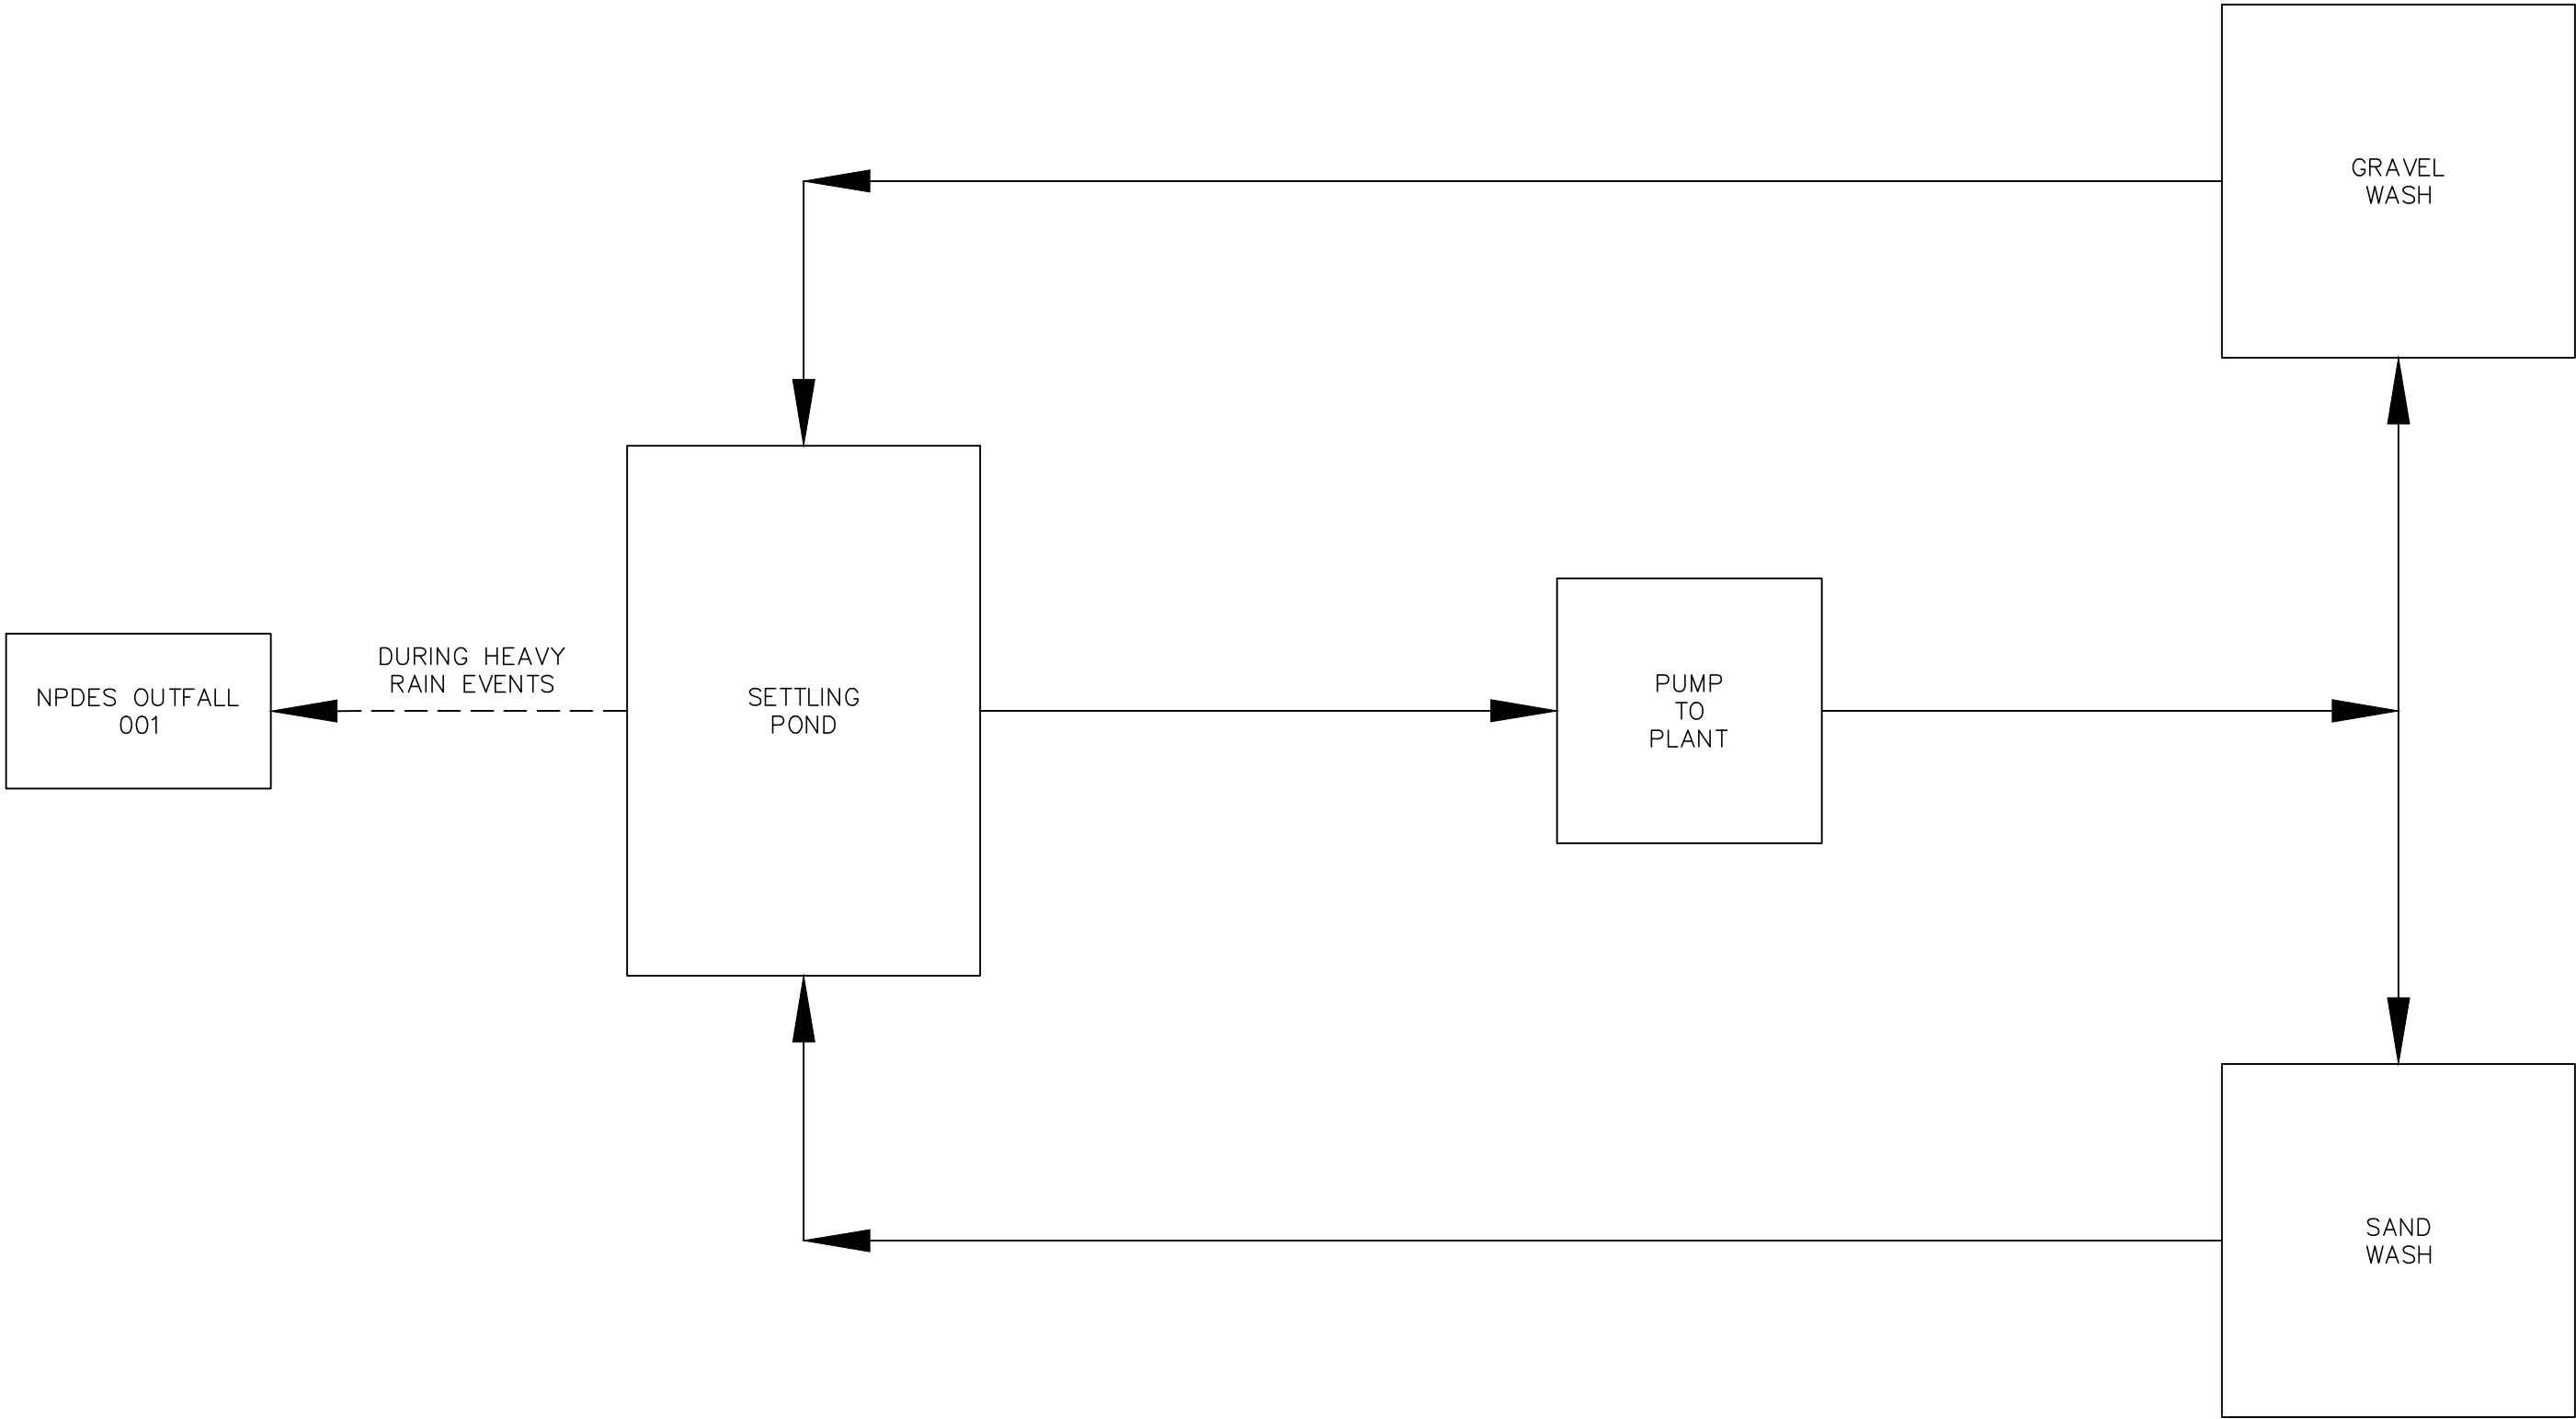 GRAVEL
WASH
DURING HEAVY
RAIN EVENTS
NPDES OUTFALL
001
SETTLING
POND
PUMP
TO
PLANT
SAND
WASH